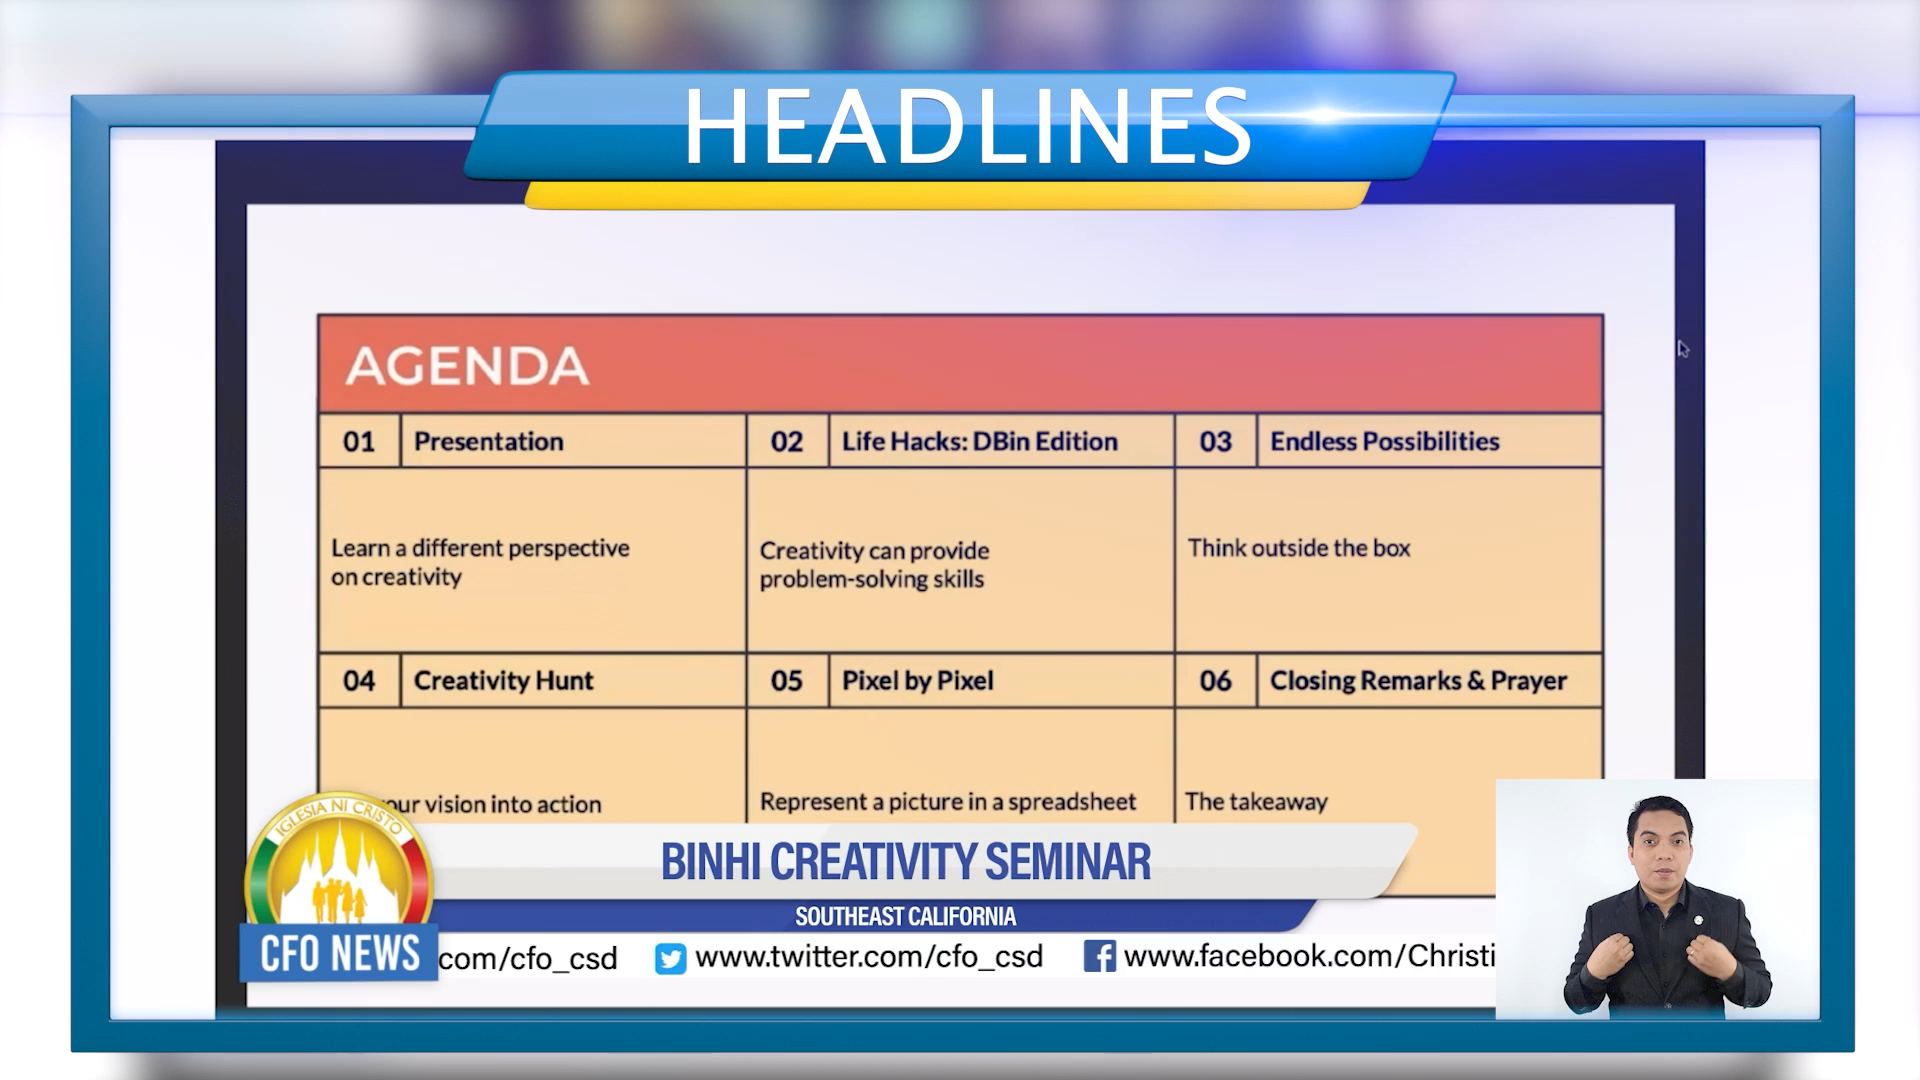 HEADLINES
AGENDA
01 Presentation
02 Life Hacks: DBin Edition
03 Endless Possibilities
Learn a different perspective
on creativity
Creativity can provide
problem-solving skills
Think outside the box
04 Creativity Hunt
05 Pixel by Pixel
06 Closing Remarks & Prayer
vision into action
Represent a picture in a spreadsheet
The takeaway
IGLESIA NI CRISTO
BINHI CREATIVITY SEMINAR
SOUTHEAST CALIFORNIA
CFO NEWS
com/cfo_csd www.twitter.com/cfo_csd www.facebook.com/Christi